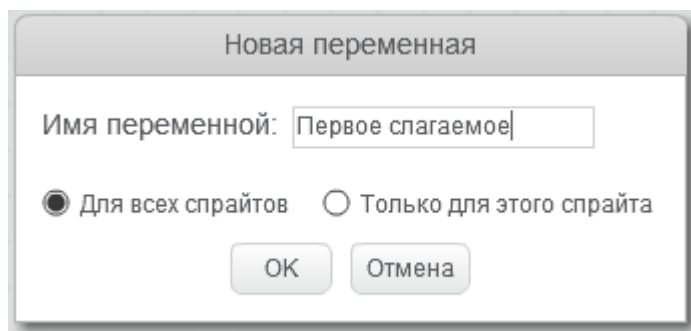 Новая переменная
Имя переменной: Первое слагаемое
Для всех спрайтов Только для этого спрайта
OK Отмена